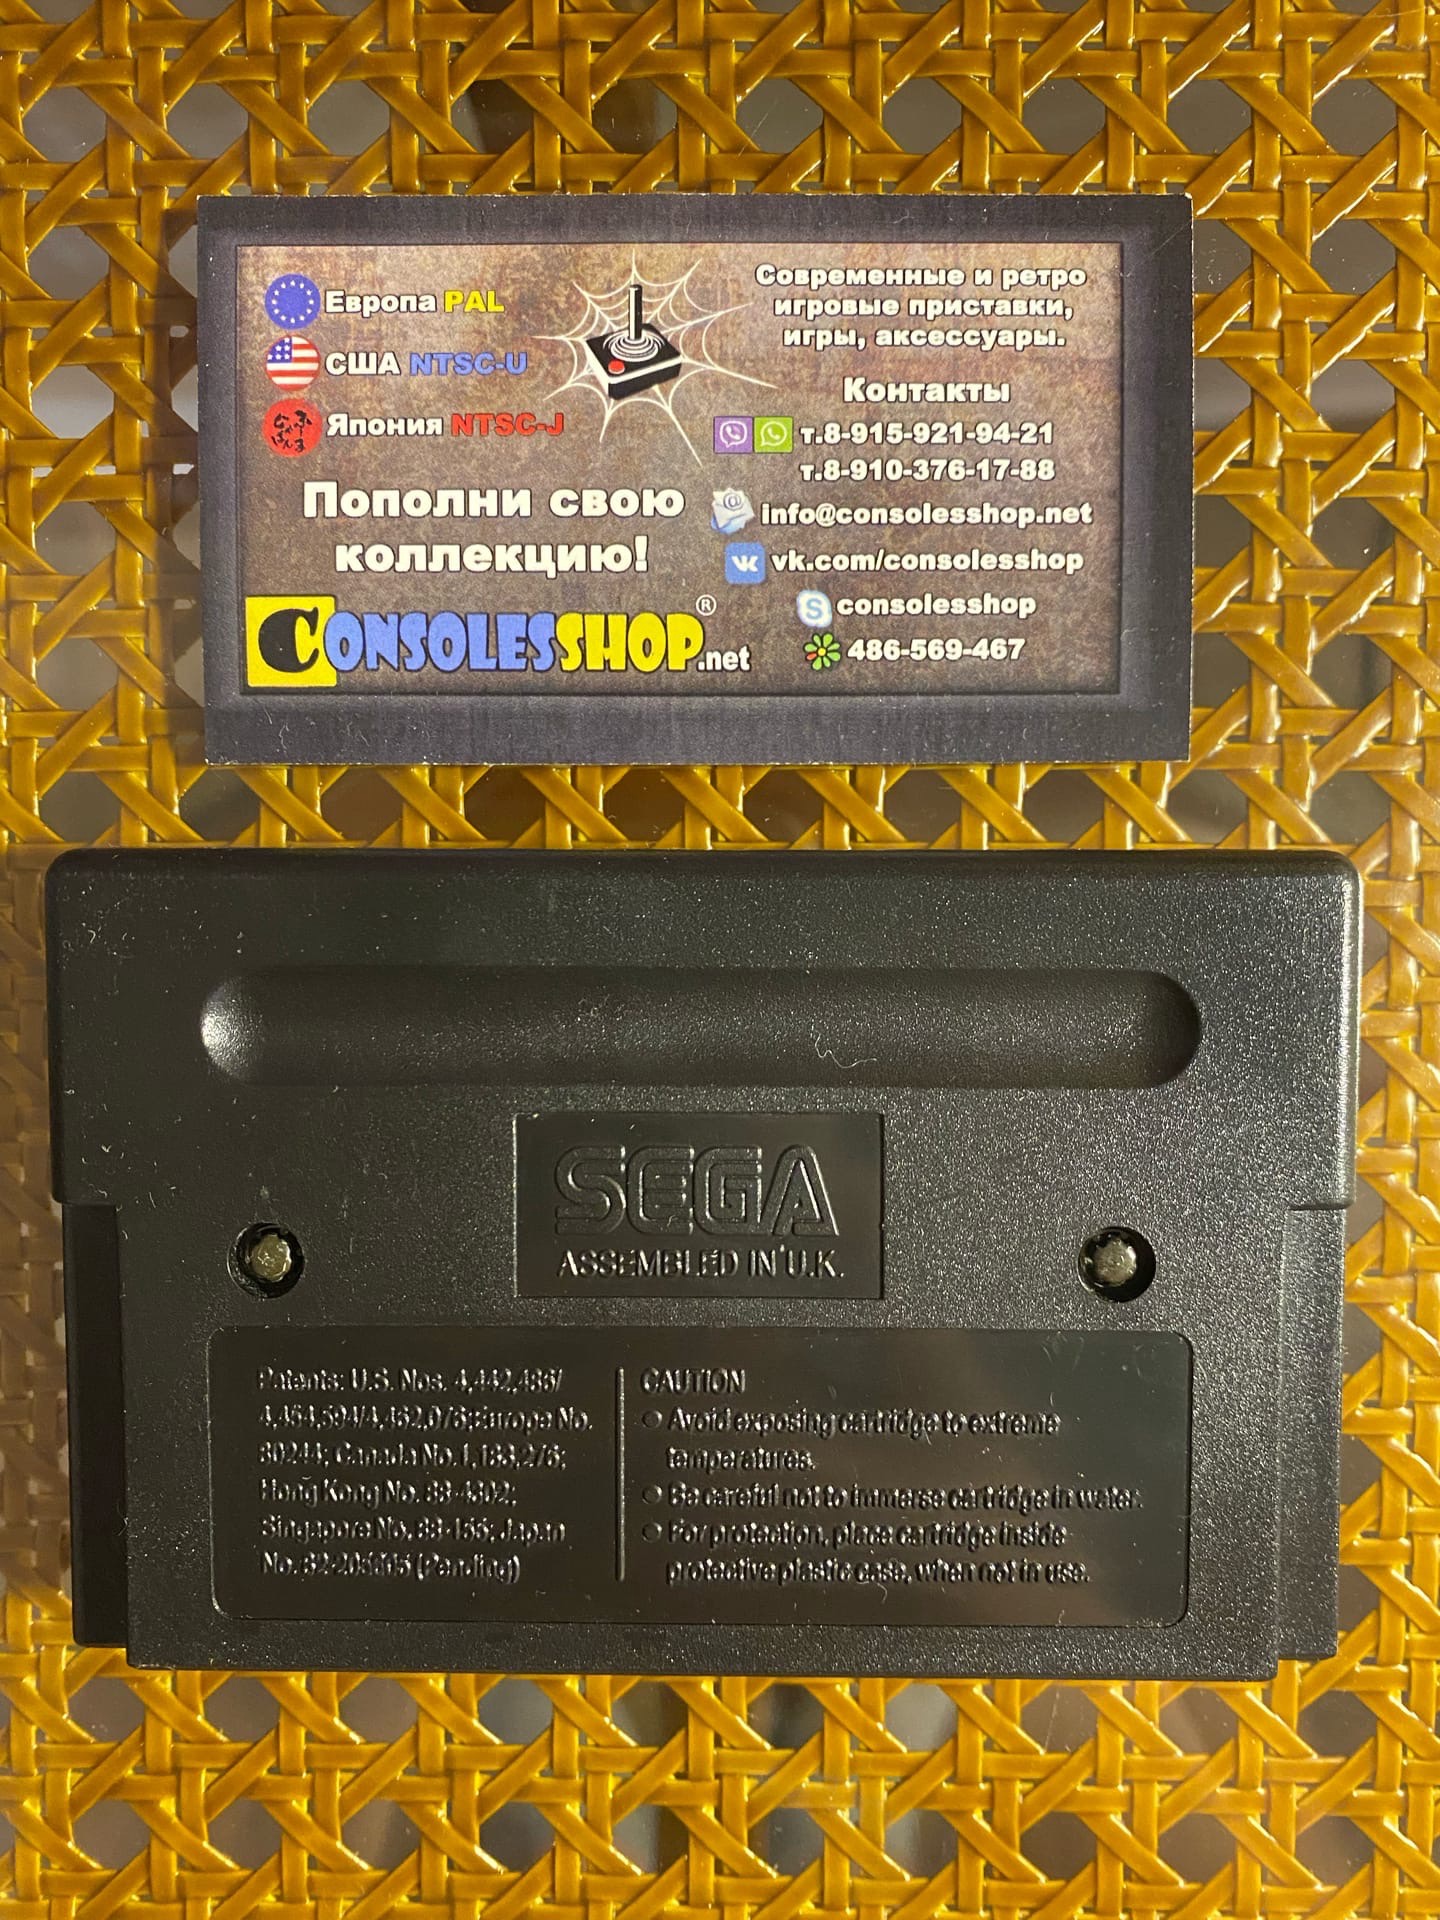 Европа PAL
США NTSC-U
Япония NTSC-J
Пополни свою
коллекцию!
CONSOLESSHOP.net
®
Современные и ретро
игровые приставки,
игры, аксессуары.
Контакты
т.8-915-921-94-21
т.8-910-376-17-88
info@consolesshop.net
vk.com/consolesshop
consolesshop
486-569-467
SEGA
ASSEMBLED IN U.K.
Patents: U.S. Nos. 4,442,486/
4,454,594/4,462,076; Europe No.
80244; Canada No. 1,183,276;
Hong Kong No. 88-4302;
Singapore No. 88-155; Japan
No. (Pending)
CAUTION
Avoid exposing cartridge to extreme
temperatures.
Be careful not to immerse cartridge in water.
For protection, place cartridge inside
protective plastic case, when not in use.